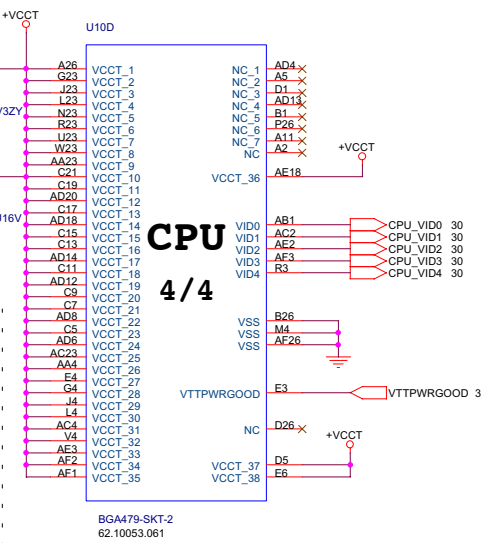 +VCCT
U10D
A26 VCCT_1 NC_1 AD4
G23 VCCT_2 NC_2 A5
J23 VCCT_3 NC_3 D1
L23 VCCT_4 NC_4 AD13
V3ZY N23 VCCT_5 NC_5 B1
R23 VCCT_6 NC_6 P26
U23 VCCT_7 NC_7 A11
W23 VCCT_8 NC A2
AA23 VCCT_9 +VCCT
C21 VCCT_10 VCCT_36 AE18
C19 VCCT_11
AD20 VCCT_12
C17 VCCT_13
U16V AD18 VCCT_14 VID0 AB1 CPU_VID0 30
C15 VCCT_15 VID1 AC2 CPU_VID1 30
C13 VCCT_16 VID2 AE2 CPU_VID2 30
AD14 VCCT_17 VID3 AF3 CPU_VID3 30
C11 VCCT_18 VID4 R3 CPU_VID4 30
CPU
AD12 VCCT_19
C9 VCCT_20
4/4
C7 VCCT_21
AD8 VCCT_22 VSS B26
C5 VCCT_23 VSS M4
AD6 VCCT_24 VSS AF26
AC23 VCCT_25
AA4 VCCT_26
E4 VCCT_27
G4 VCCT_28 VTTPWRGOOD E3 VTTPWRGOOD 3
J4 VCCT_29
L4 VCCT_30
AC4 VCCT_31 NC D26
V4 VCCT_32 +VCCT
AE3 VCCT_33
AF2 VCCT_34 VCCT_37 D5
AF1 VCCT_35 VCCT_38 E6
BGA479-SKT-2
62.10053.061